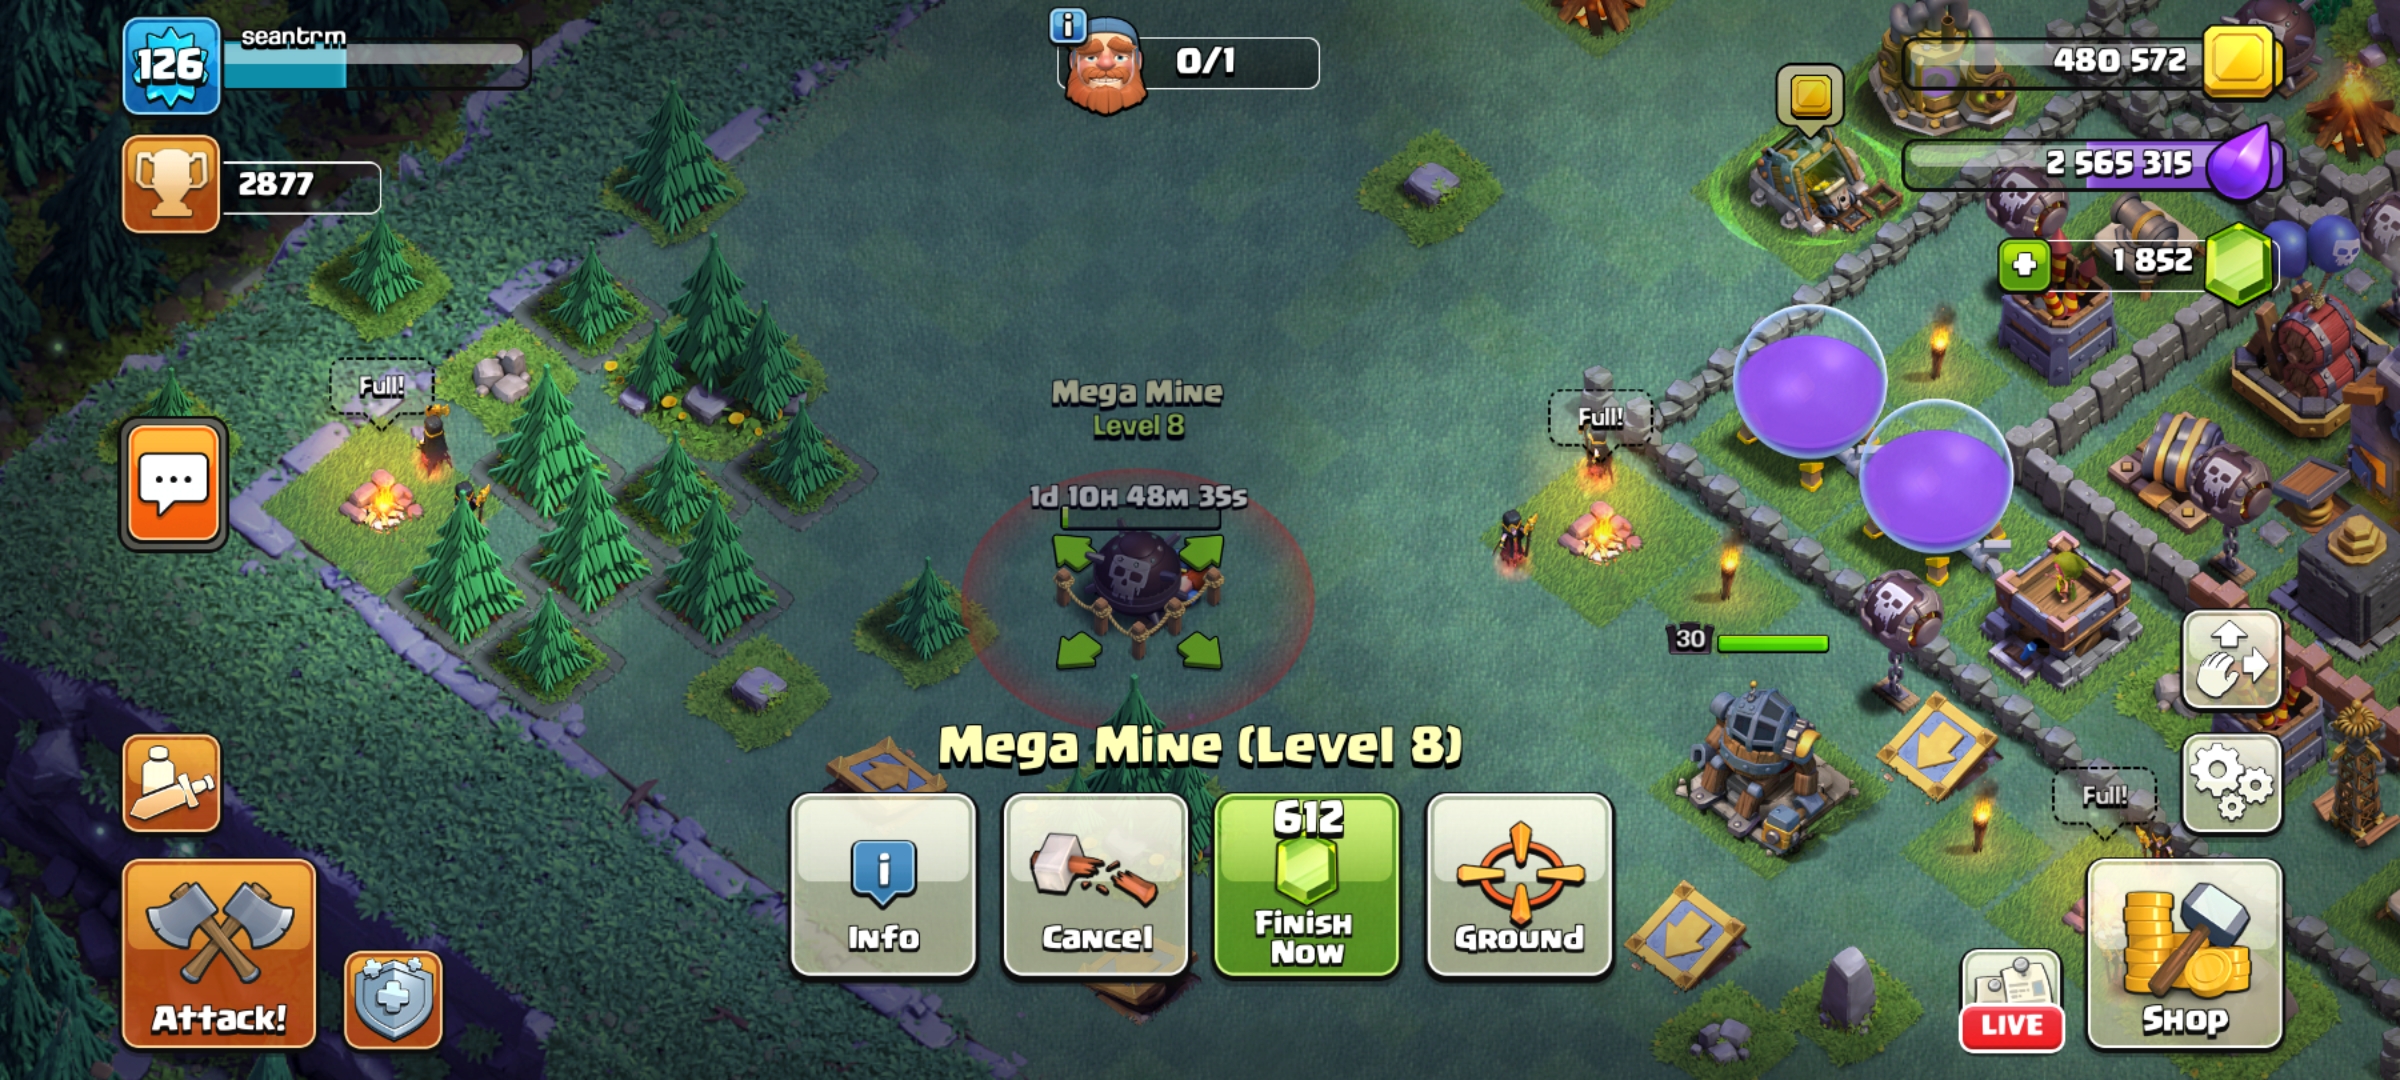 126
seantrm
2877
i
0/1
480 572
2 565 315
1 852
Full!
Mega Mine
Level 8
1d 10H 48M 35s
Full!
30
Full!
Mega Mine (Level 8)
i
Info
Cancel
612
Finish
Now
Ground
Attack!
LIVE
Shop